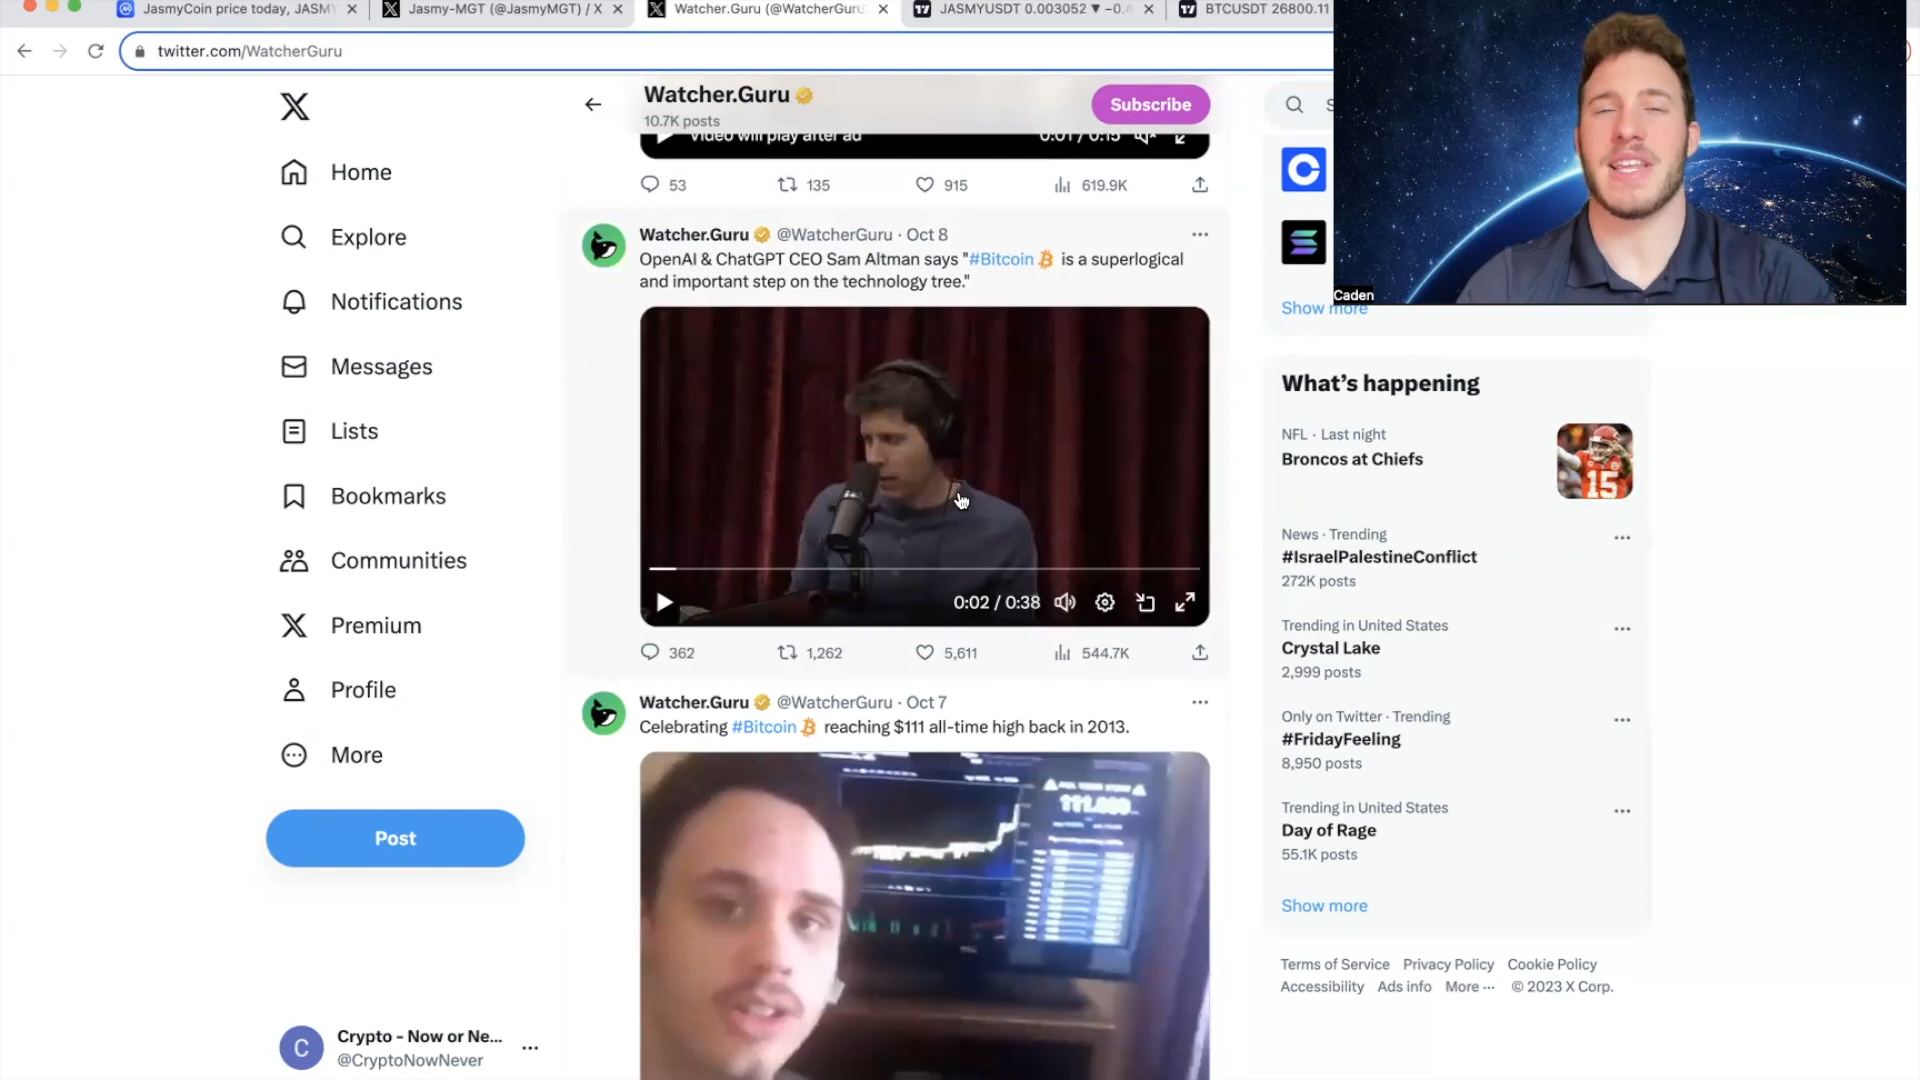 JasmyCoin price today, JASM
Jasmy-MGT (@JasmyMGT) / X
Watcher.Guru (@WatcherGuru
JASMYUSDT 0.003052 ▼ −0.
BTCUSDT 26800.11
twitter.com/WatcherGuru
Watcher.Guru
10.7K posts
Subscribe
Video will play after ad
0:01 / 0:15
53 135 915 619.9K
Home
Explore
Notifications
Messages
Lists
Bookmarks
Communities
Premium
Profile
More
Post
Crypto - Now or Ne...
@CryptoNowNever
C
Watcher.Guru @WatcherGuru · Oct 8
OpenAI & ChatGPT CEO Sam Altman says "#Bitcoin is a superlogical
and important step on the technology tree."
0:02 / 0:38
362 1,262 5,611 544.7K
Watcher.Guru @WatcherGuru · Oct 7
Celebrating #Bitcoin reaching $111 all-time high back in 2013.
Caden
Show more
What's happening
NFL · Last night
Broncos at Chiefs
15
News · Trending
#IsraelPalestineConflict
272K posts
Trending in United States
Crystal Lake
2,999 posts
Only on Twitter · Trending
#FridayFeeling
8,950 posts
Trending in United States
Day of Rage
55.1K posts
Show more
Terms of Service Privacy Policy Cookie Policy
Accessibility Ads info More ··· © 2023 X Corp.